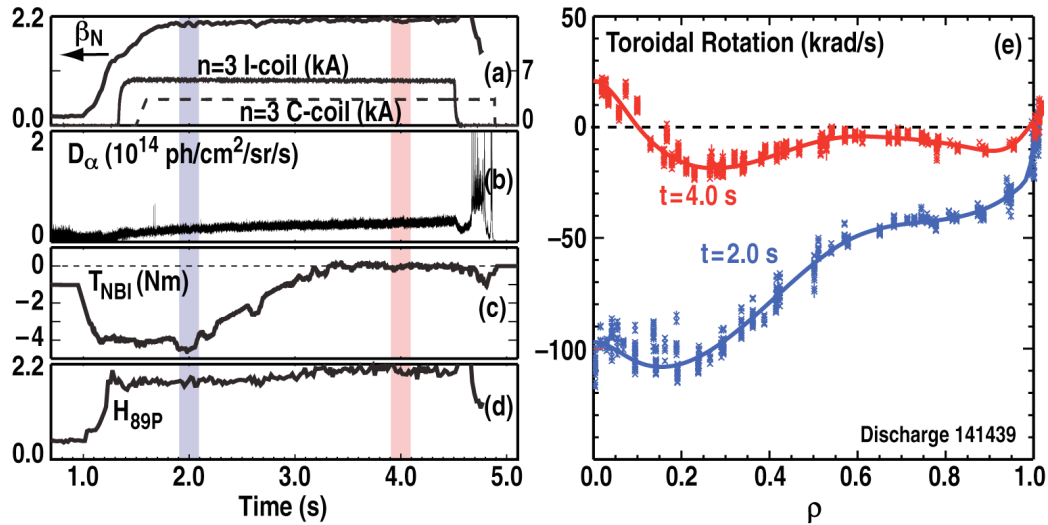 2.2
β_N
n=3 I-coil (kA)
(a)
7
n=3 C-coil (kA)
0.0
0
2
D_α (10^14 ph/cm^2/sr/s)
(b)
0
0
T_NBI (Nm)
−2
(c)
−4
2.2
H_89P
(d)
0.0
1.0 2.0 3.0 4.0 5.0
Time (s)
50
Toroidal Rotation (krad/s) (e)
0
t=4.0 s
−50
t=2.0 s
−100
Discharge 141439
0.0 0.2 0.4 0.6 0.8 1.0
ρ